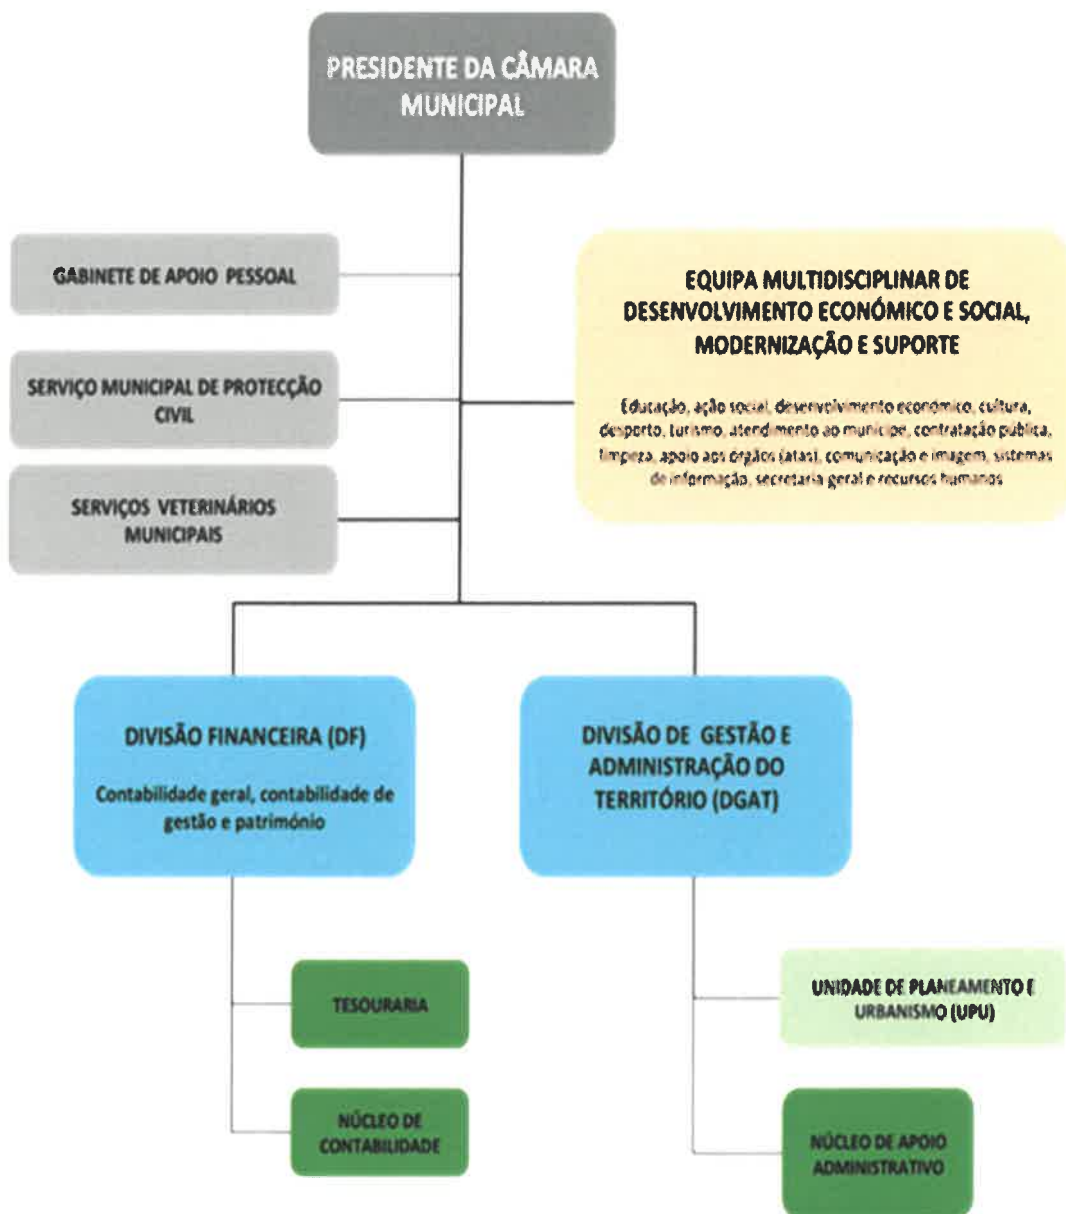 PRESIDENTE DA CÂMARA
MUNICIPAL
GABINETE DE APOIO PESSOAL
SERVIÇO MUNICIPAL DE PROTECÇÃO
CIVIL
SERVIÇOS VETERINÁRIOS
MUNICIPAIS
EQUIPA MULTIDISCIPLINAR DE
DESENVOLVIMENTO ECONÓMICO E SOCIAL,
MODERNIZAÇÃO E SUPORTE
Educação, ação social, desenvolvimento económico, cultura,
desporto, turismo, atendimento ao munícipe, contratação pública,
limpeza, apoio aos órgãos (atas), comunicação e imagem, sistemas
de informação, secretaria geral e recursos humanos
DIVISÃO FINANCEIRA (DF)
Contabilidade geral, contabilidade de
gestão e património
DIVISÃO DE GESTÃO E
ADMINISTRAÇÃO DO
TERRITÓRIO (DGAT)
TESOURARIA
NÚCLEO DE
CONTABILIDADE
UNIDADE DE PLANEAMENTO E
URBANISMO (UPU)
NÚCLEO DE APOIO
ADMINISTRATIVO